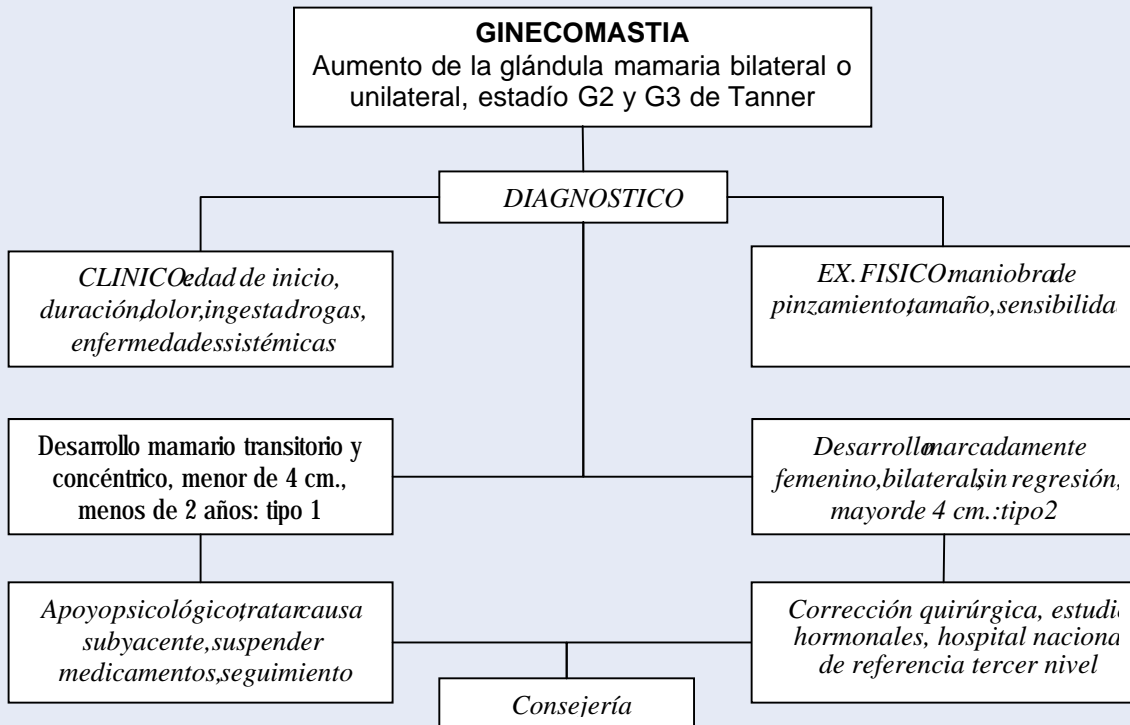 GINECOMASTIA
Aumento de la glándula mamaria bilateral o
unilateral, estadío G2 y G3 de Tanner
DIAGNOSTICO
CLINICO:edad de inicio,
duración,dolor,ingesta drogas,
enfermedades sistémicas
EX. FISICO:maniobra de
pinzamiento,tamaño,sensibilida
Desarrollo mamario transitorio y
concéntrico, menor de 4 cm.,
menos de 2 años: tipo 1
Desarrollo marcadamente
femenino,bilateral,sin regresión,
mayor de 4 cm.:tipo2
Apoyo psicológico,tratar causa
subyacente,suspender
medicamentos,seguimiento
Corrección quirúrgica, estudi
hormonales, hospital naciona
de referencia tercer nivel
Consejería